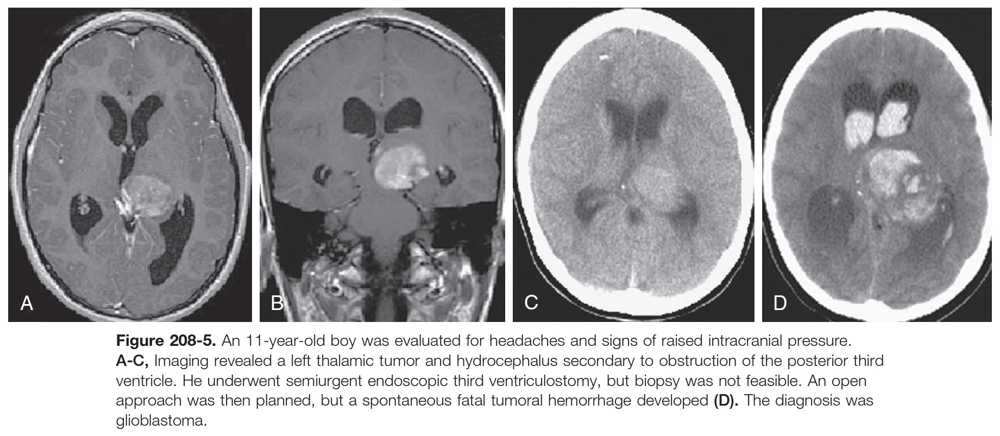 A
B
C
D
Figure 208-5. An 11-year-old boy was evaluated for headaches and signs of raised intracranial pressure.
A-C, Imaging revealed a left thalamic tumor and hydrocephalus secondary to obstruction of the posterior third
ventricle. He underwent semiurgent endoscopic third ventriculostomy, but biopsy was not feasible. An open
approach was then planned, but a spontaneous fatal tumoral hemorrhage developed (D). The diagnosis was
glioblastoma.